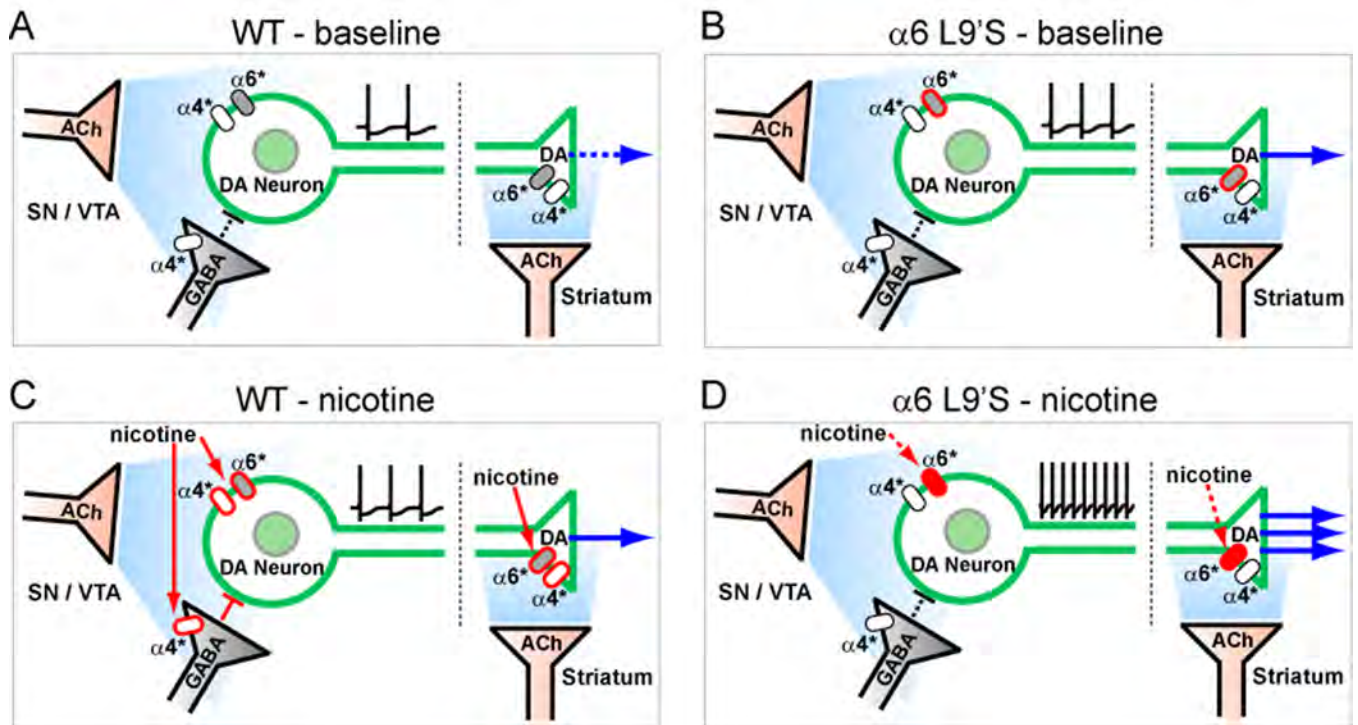 A
WT - baseline
α6*
α4*
ACh
DA Neuron
SN / VTA
α4*
GABA
DA
α6*
α4*
ACh
Striatum
B
α6 L9'S - baseline
α6*
α4*
ACh
DA Neuron
SN / VTA
α4*
GABA
DA
α6*
α4*
ACh
Striatum
C
WT - nicotine
nicotine
α6*
α4*
ACh
DA Neuron
SN / VTA
α4*
GABA
nicotine
DA
α6*
α4*
ACh
Striatum
D
α6 L9'S - nicotine
nicotine
α6*
α4*
ACh
DA Neuron
SN / VTA
α4*
GABA
nicotine
DA
α6*
α4*
ACh
Striatum